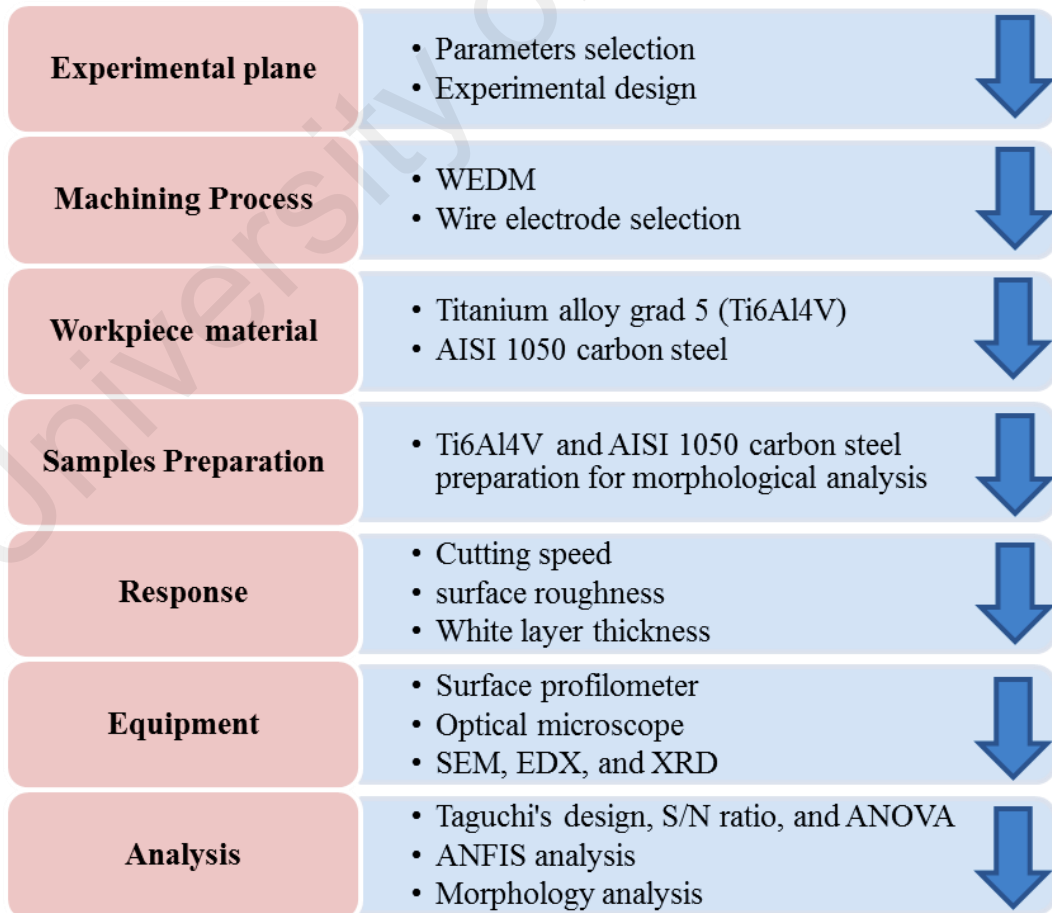 Experimental plane
• Parameters selection
• Experimental design
Machining Process
• WEDM
• Wire electrode selection
Workpiece material
• Titanium alloy grad 5 (Ti6Al4V)
• AISI 1050 carbon steel
Samples Preparation
• Ti6Al4V and AISI 1050 carbon steel
preparation for morphological analysis
Response
• Cutting speed
• surface roughness
• White layer thickness
Equipment
• Surface profilometer
• Optical microscope
• SEM, EDX, and XRD
Analysis
• Taguchi's design, S/N ratio, and ANOVA
• ANFIS analysis
• Morphology analysis
University